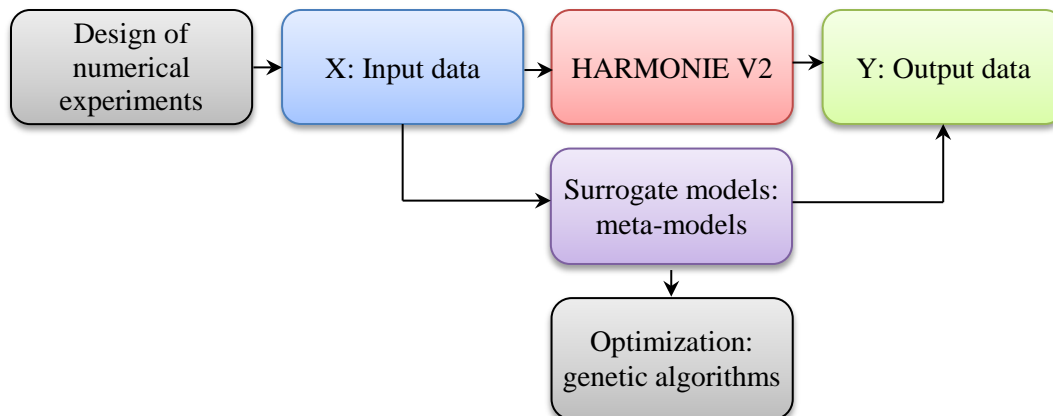 Design of
numerical
experiments
X: Input data
HARMONIE V2
Y: Output data
Surrogate models:
meta-models
Optimization:
genetic algorithms